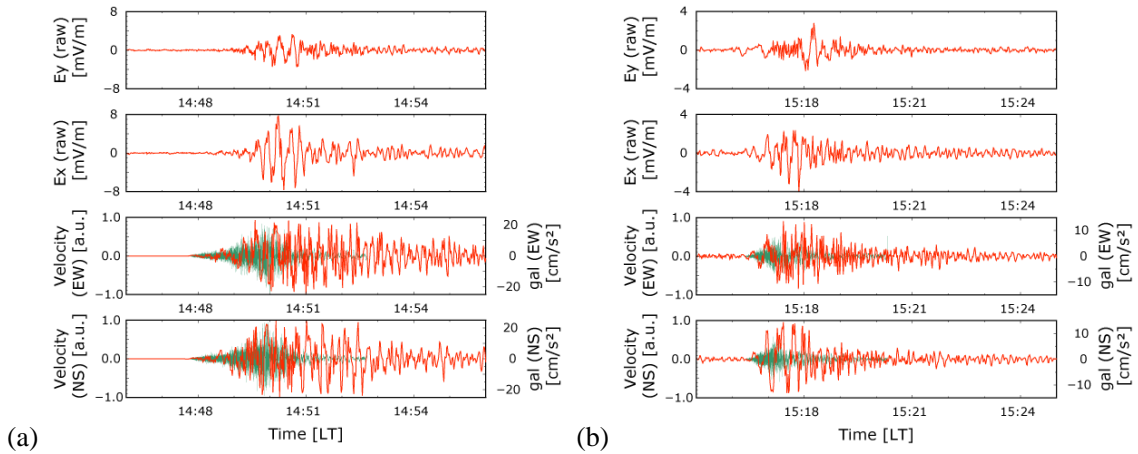 8
0
−8
Ey (raw)
[mV/m]
14:48 14:51 14:54
8
0
−8
Ex (raw)
[mV/m]
14:48 14:51 14:54
1.0
0.0
−1.0
Velocity
(EW) [a.u.]
20
0
−20
gal (EW)
[cm/s²]
14:48 14:51 14:54
1.0
0.0
−1.0
Velocity
(NS) [a.u.]
20
0
−20
gal (NS)
[cm/s²]
14:48 14:51 14:54
Time [LT]
(a)
4
0
−4
Ey (raw)
[mV/m]
15:18 15:21 15:24
4
0
−4
Ex (raw)
[mV/m]
15:18 15:21 15:24
1.0
0.0
−1.0
Velocity
(EW) [a.u.]
10
0
−10
gal (EW)
[cm/s²]
15:18 15:21 15:24
1.0
0.0
−1.0
Velocity
(NS) [a.u.]
10
0
−10
gal (NS)
[cm/s²]
15:18 15:21 15:24
Time [LT]
(b)